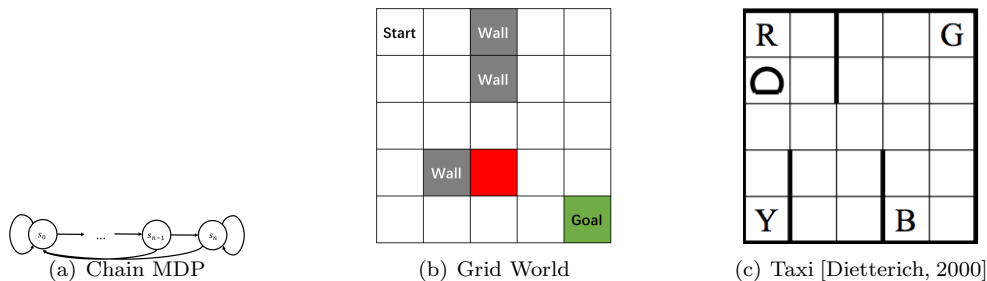 Start Wall
Wall
Wall
Goal
R G
Y B
s₀ ... sₙ₋₁ sₙ
(a) Chain MDP (b) Grid World (c) Taxi [Dietterich, 2000]